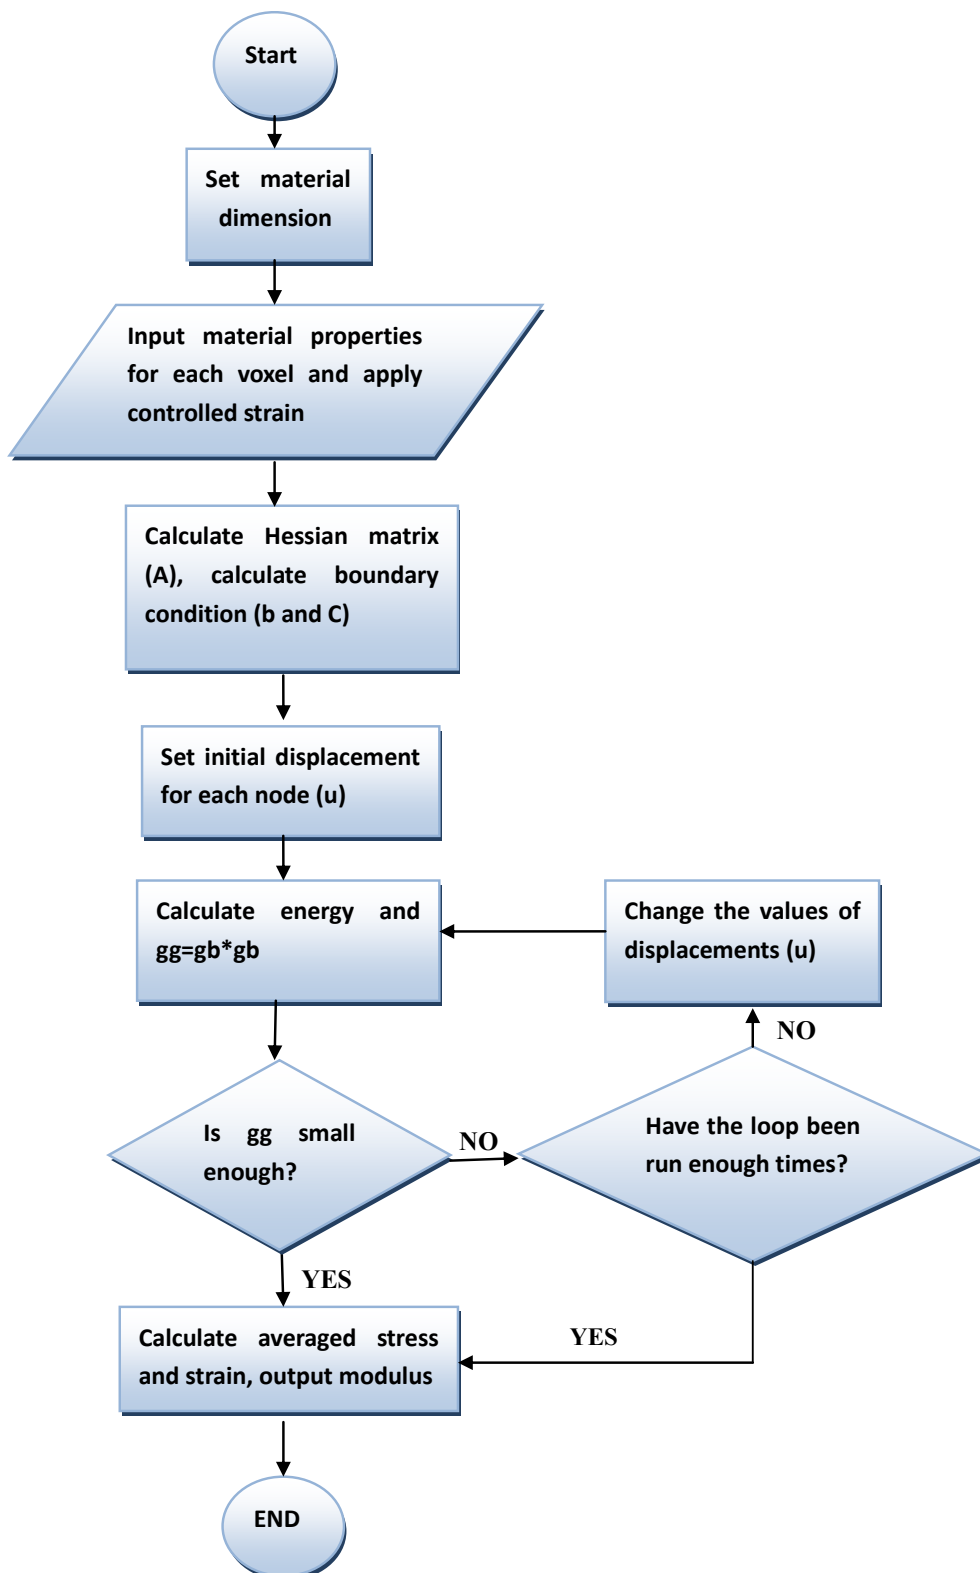 Start
Set material
dimension
Input material properties
for each voxel and apply
controlled strain
Calculate Hessian matrix
(A), calculate boundary
condition (b and C)
Set initial displacement
for each node (u)
Calculate energy and
gg=gb*gb
Change the values of
displacements (u)
NO
Is gg small
enough?
NO
Have the loop been
run enough times?
YES
YES
Calculate averaged stress
and strain, output modulus
END